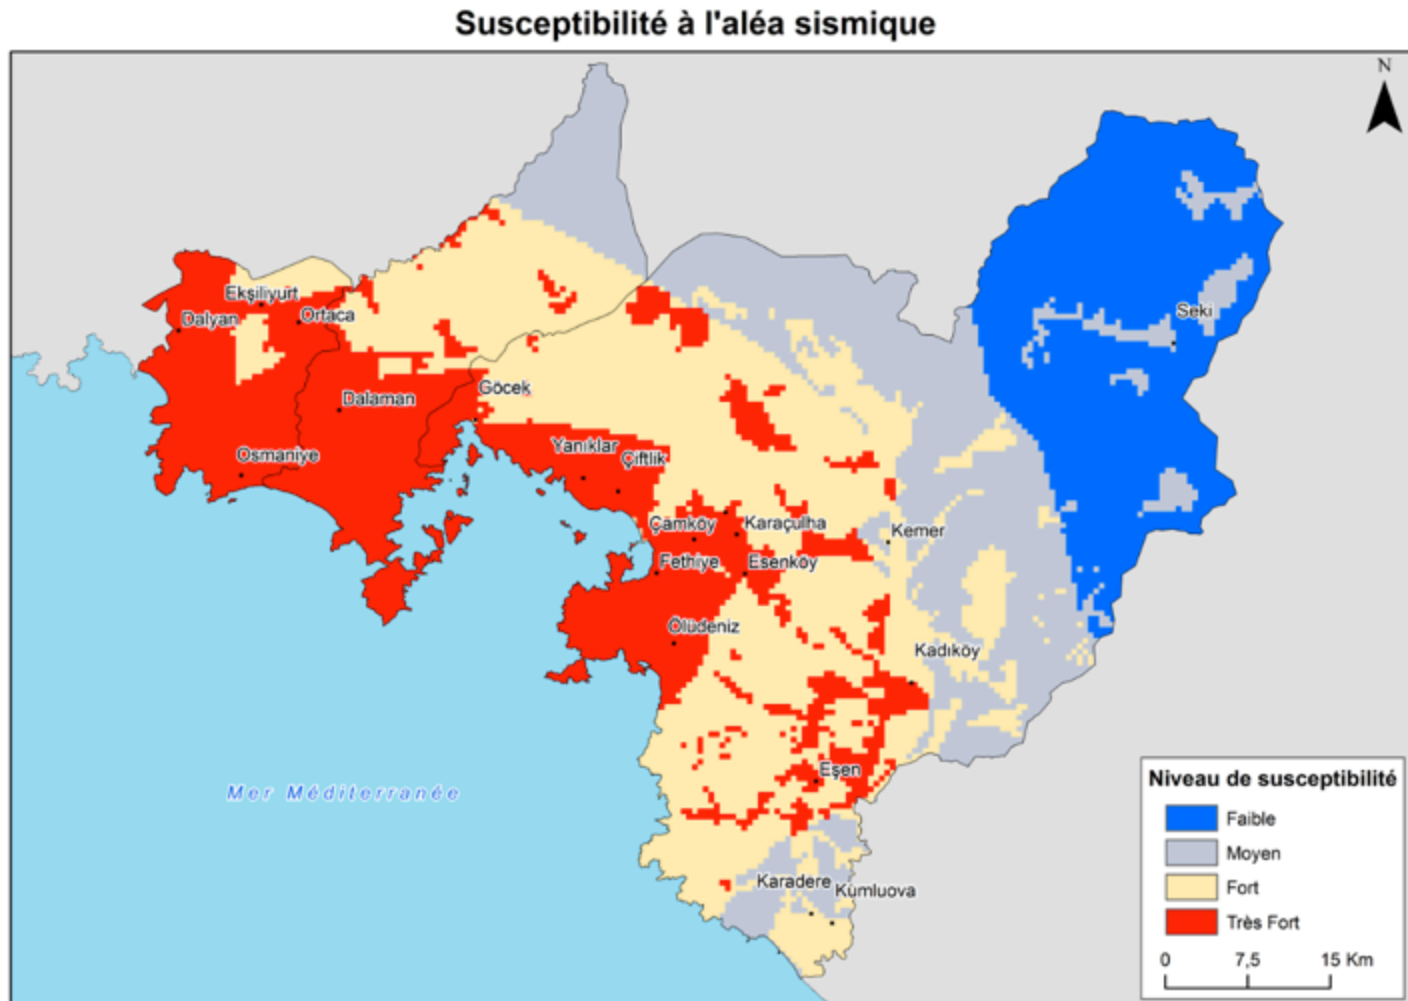 Susceptibilité à l'aléa sismique
N
Ekşiliyurt
Dalyan
Ortaca
Seki
Göcek
Dalaman
Osmaniye
Yanıklar
Çiftlik
Çamköy
Karaçulha
Kemer
Fethiye
Esenköy
Ölüdeniz
Kadıköy
Eşen
Mer Méditerranée
Karadere
Kumluova
Niveau de susceptibilité
Faible
Moyen
Fort
Très Fort
0 7,5 15 Km